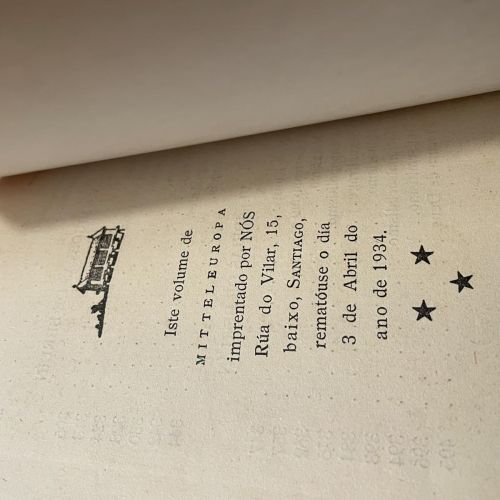 Iste volume de
MITTELEUROPA
imprentado por NÓS
Rúa do Vilar, 15,
baixo, SANTIAGO,
rematóuse o día
3 de Abril do
ano de 1934.